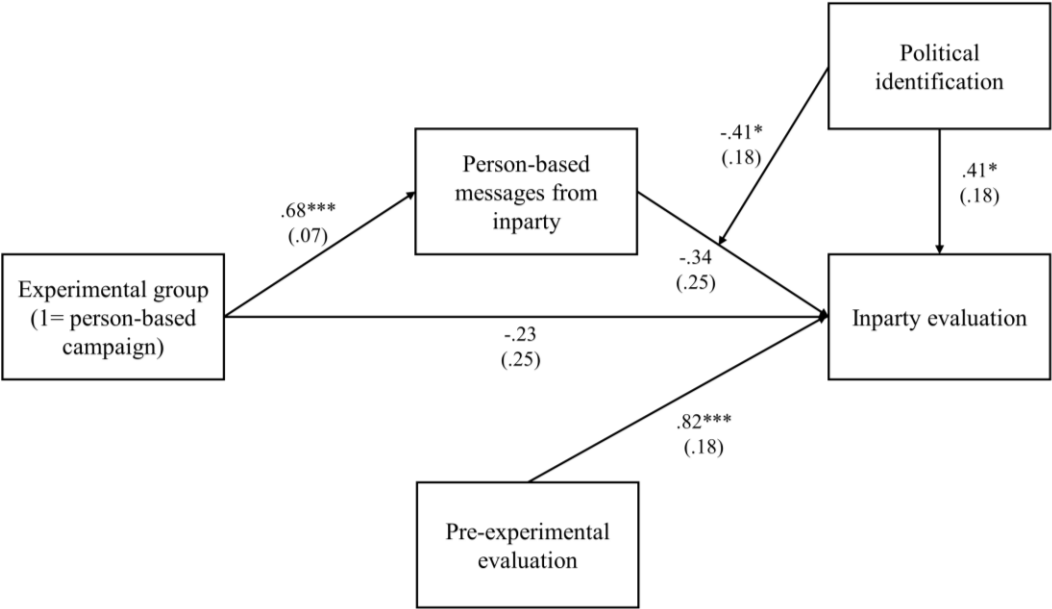 Political
identification
-.41*
(.18)
.41*
(.18)
Person-based
messages from
inparty
.68***
(.07)
-.34
(.25)
Experimental group
(1= person-based
campaign)
Inparty evaluation
-.23
(.25)
.82***
(.18)
Pre-experimental
evaluation